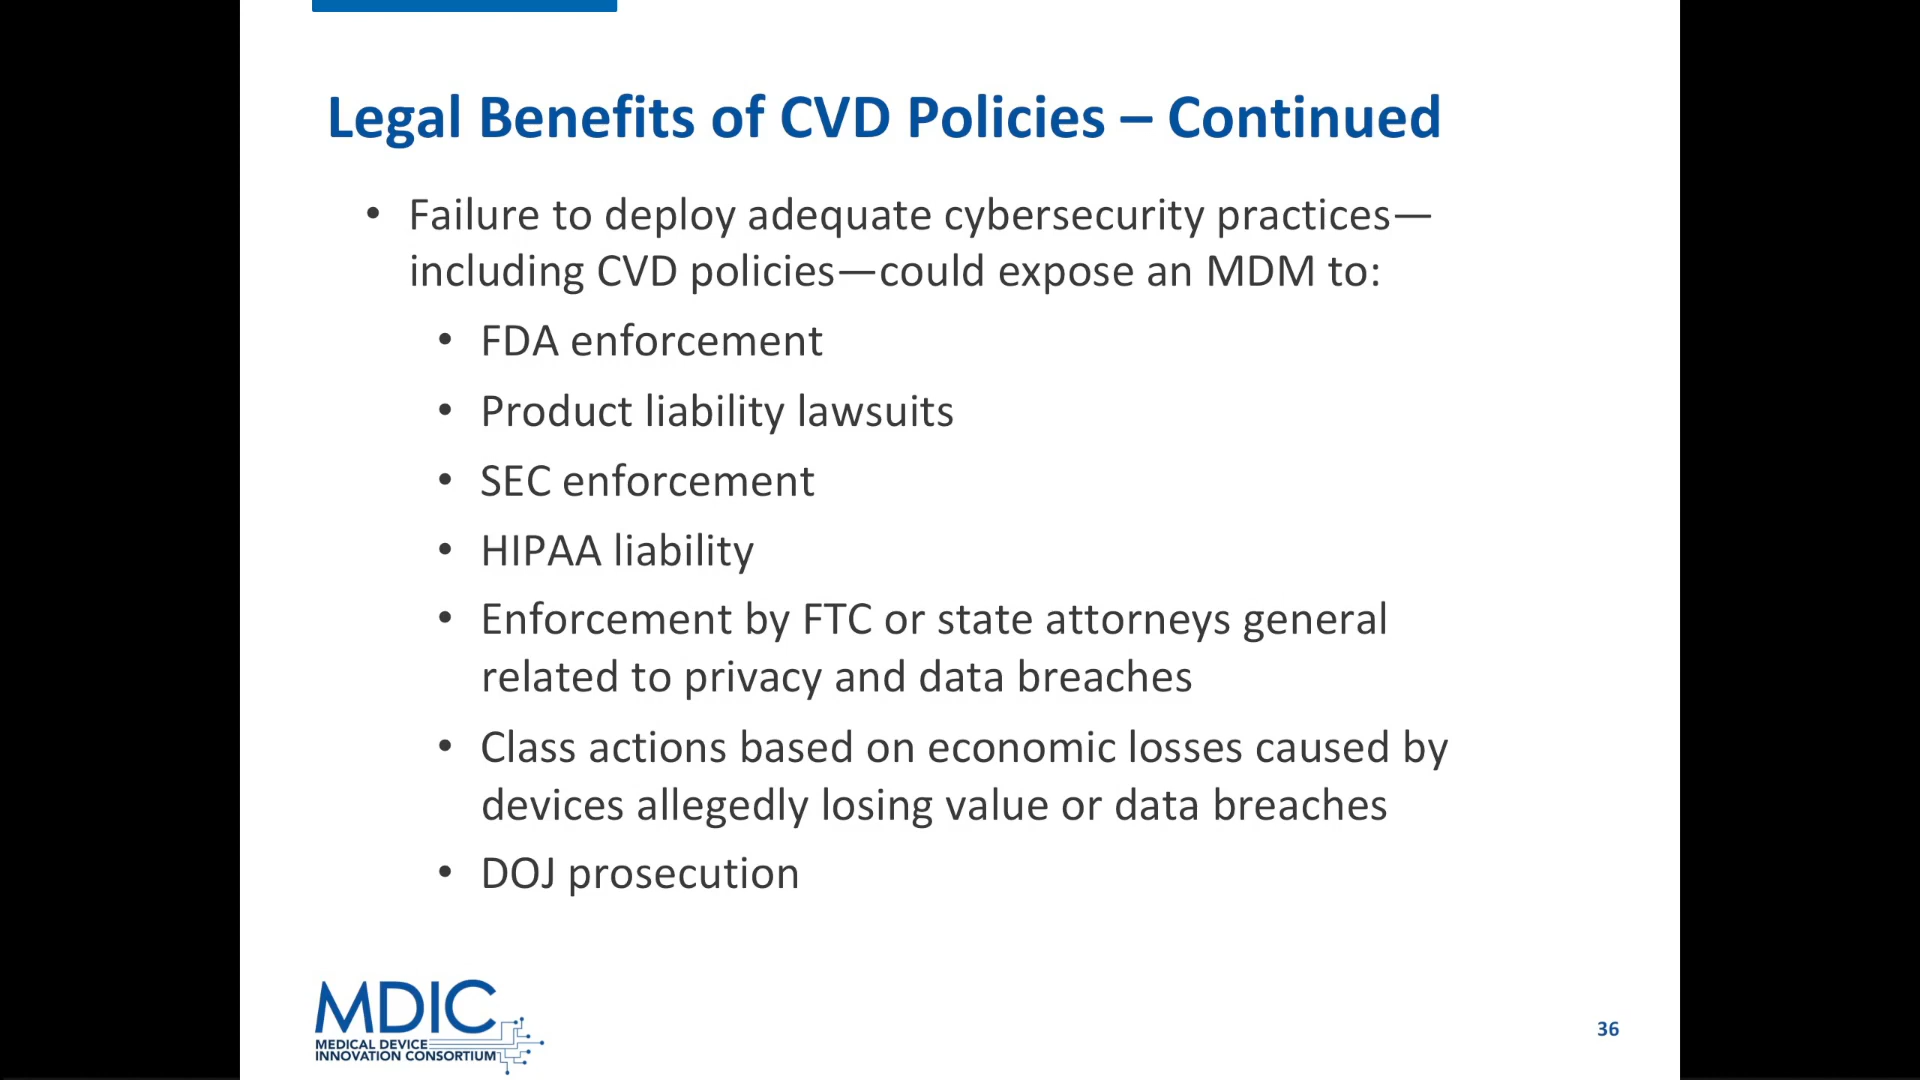 Legal Benefits of CVD Policies – Continued
• Failure to deploy adequate cybersecurity practices—
including CVD policies—could expose an MDM to:
• FDA enforcement
• Product liability lawsuits
• SEC enforcement
• HIPAA liability
• Enforcement by FTC or state attorneys general
related to privacy and data breaches
• Class actions based on economic losses caused by
devices allegedly losing value or data breaches
• DOJ prosecution
MDIC
MEDICAL DEVICE
INNOVATION CONSORTIUM
36